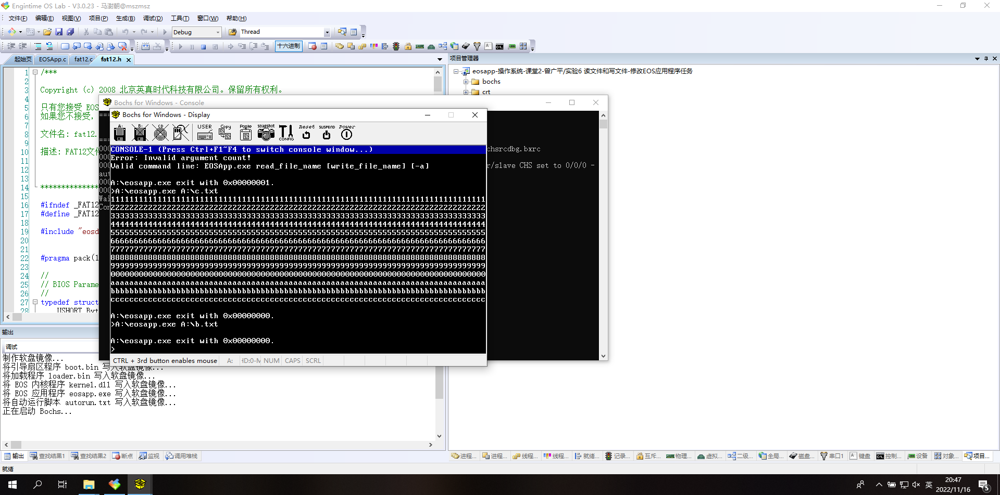 Engintime OS Lab - V3.0.23 - 马澍朝@mszmsz
文件(F) 编辑(E) 视图(V) 项目(P) 生成(B) 调试(D) 工具(T) 窗口(W) 帮助(H)
Debug Thread
十六进制
起始页 EOSApp.c fat12.c fat12.h
项目管理器
1 /***
2
3 Copyright (c) 2008 北京英真时代科技有限公司。保留所有权利。
4
5 只有您接受 EOS
6 如果您不接受，
7
8 文件名: fat12.
9
10 描述: FAT12文件
11
12
13
14 **************
15
16 #ifndef _FAT12
17 #define _FAT12
18
19 #include "eosd
20
21
22 #pragma pack(1
23
24 //
25 // BIOS Parame
26 //
27 typedef struct
28 USHORT Byt
eosapp-操作系统-课堂2-曾广平/实验6 读文件和写文件-修改EOS应用程序任务
bochs
crt
Bochs for Windows - Console
chsrcdbg.bxrc
r/slave CHS set to 0/0/0 -
Bochs for Windows - Display
A: B: CD USER Copy Paste snapshot CONFIG Reset SUSPEND Power
CONSOLE-1 (Press Ctrl+F1~F4 to switch console window...)
Error: Invalid argument count!
Valid command line: EOSApp.exe read_file_name [write_file_name] [-a]
A:\eosapp.exe exit with 0x00000001.
>A:\eosapp.exe A:\c.txt
11111111111111111111111111111111111111111111111111111111111111111111111111111111
22222222222222222222222222222222222222222222222222222222222222222222222222222222
33333333333333333333333333333333333333333333333333333333333333333333333333333333
44444444444444444444444444444444444444444444444444444444444444444444444444444444
55555555555555555555555555555555555555555555555555555555555555555555555555555555
66666666666666666666666666666666666666666666666666666666666666666666666666666666
77777777777777777777777777777777777777777777777777777777777777777777777777777777
88888888888888888888888888888888888888888888888888888888888888888888888888888888
99999999999999999999999999999999999999999999999999999999999999999999999999999999
00000000000000000000000000000000000000000000000000000000000000000000000000000000
aaaaaaaaaaaaaaaaaaaaaaaaaaaaaaaaaaaaaaaaaaaaaaaaaaaaaaaaaaaaaaaaaaaaaaaaaaaaaaaa
bbbbbbbbbbbbbbbbbbbbbbbbbbbbbbbbbbbbbbbbbbbbbbbbbbbbbbbbbbbbbbbbbbbbbbbbbbbbbbbb
cccccccccccccccccccccccccccccccccccccccccccccccccccccccccccccccccccccccccccccccc
A:\eosapp.exe exit with 0x00000000.
>A:\eosapp.exe A:\b.txt
A:\eosapp.exe exit with 0x00000000.
>
CTRL + 3rd button enables mouse A: HD:0-M NUM CAPS SCRL
输出
调试
制作软盘镜像...
将引导扇区程序 boot.bin 写入软盘镜像...
将加载程序 loader.bin 写入软盘镜像...
将 EOS 内核程序 kernel.dll 写入软盘镜像...
将 EOS 应用程序 eosapp.exe 写入软盘镜像...
将自动运行脚本 autorun.txt 写入软盘镜像...
正在启动 Bochs...
输出 查找结果1 查找结果2 断点 监视 调用堆栈
进程... 进程... 线程... 线程... 就绪... 记录... 互斥... 物理... 虚拟... 二级... 全局... 磁盘... 串口1 键盘 控制... 设备 对象... 项目...
就绪
英 20:47
2022/11/16 5